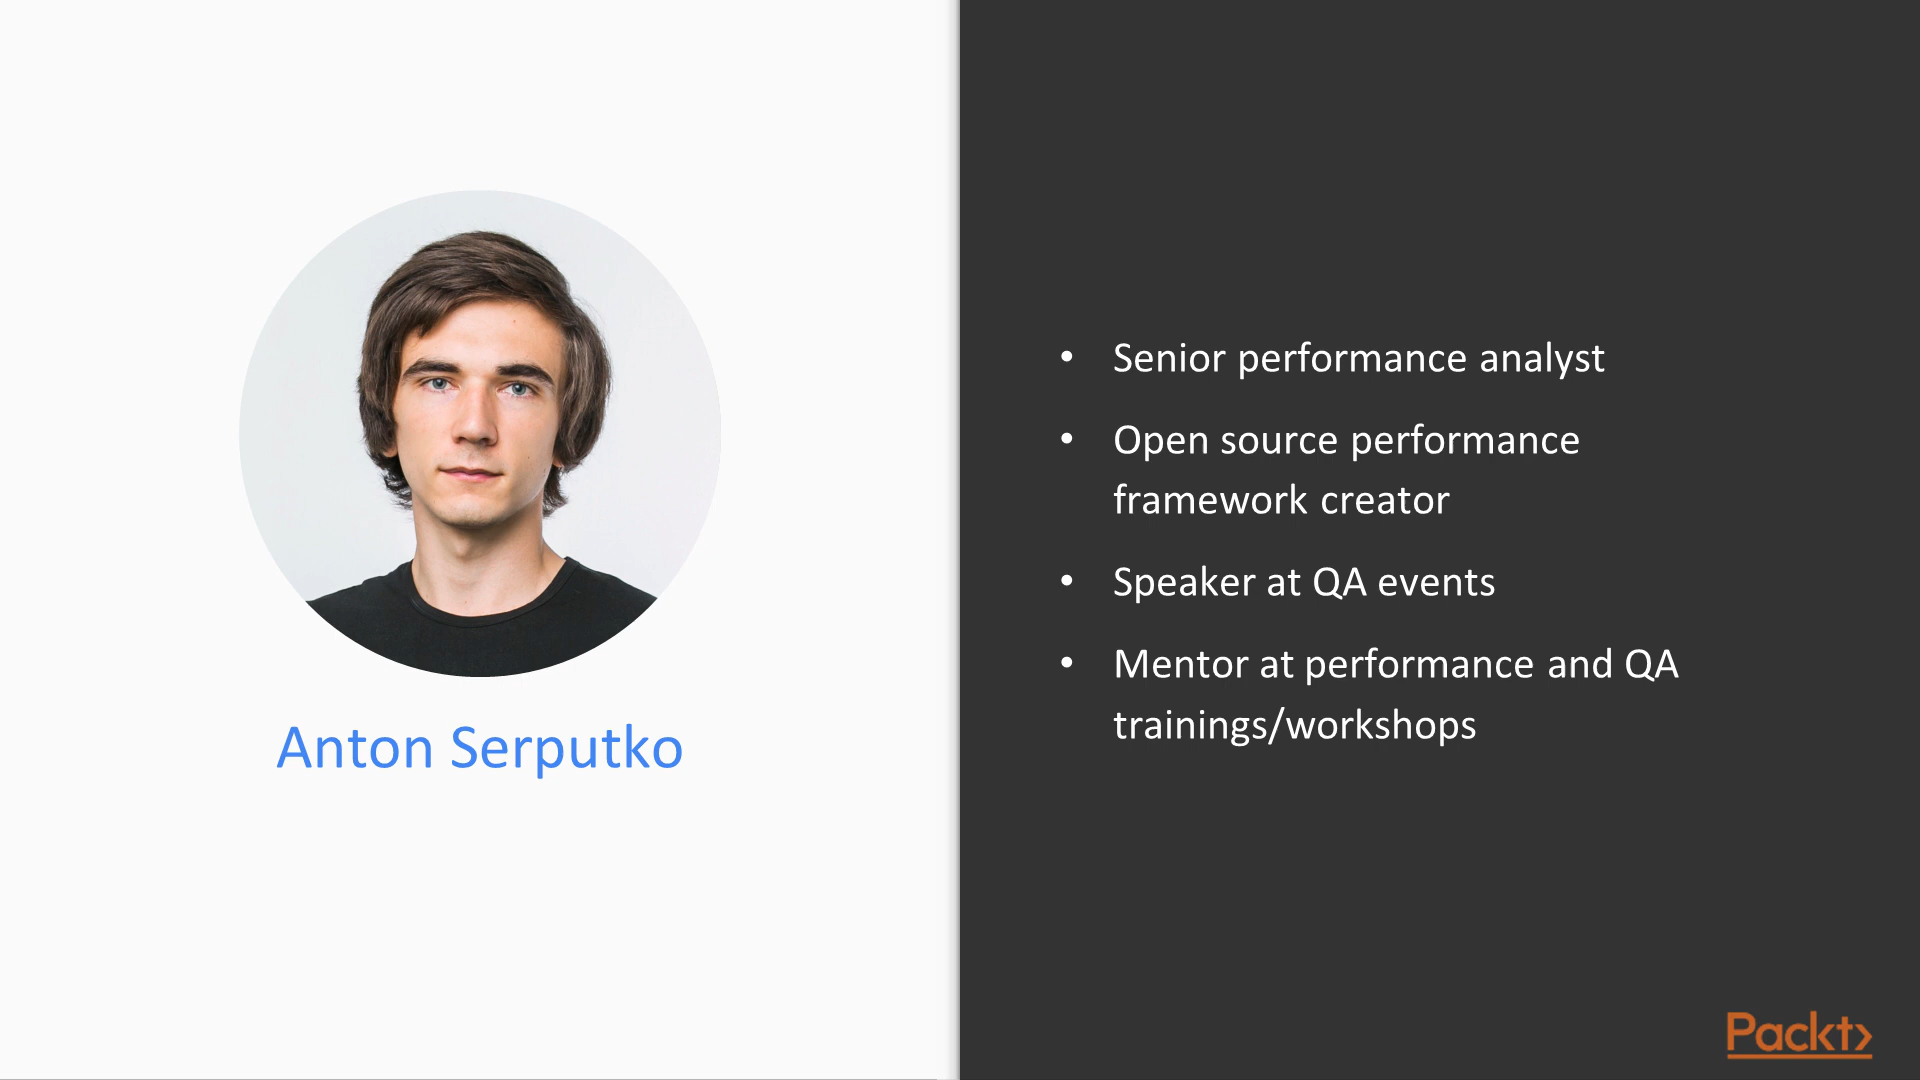 Anton Serputko
• Senior performance analyst
• Open source performance
framework creator
• Speaker at QA events
• Mentor at performance and QA
trainings/workshops
Packt>